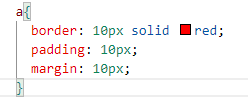 a{
border: 10px solid red;
padding: 10px;
margin: 10px;
}